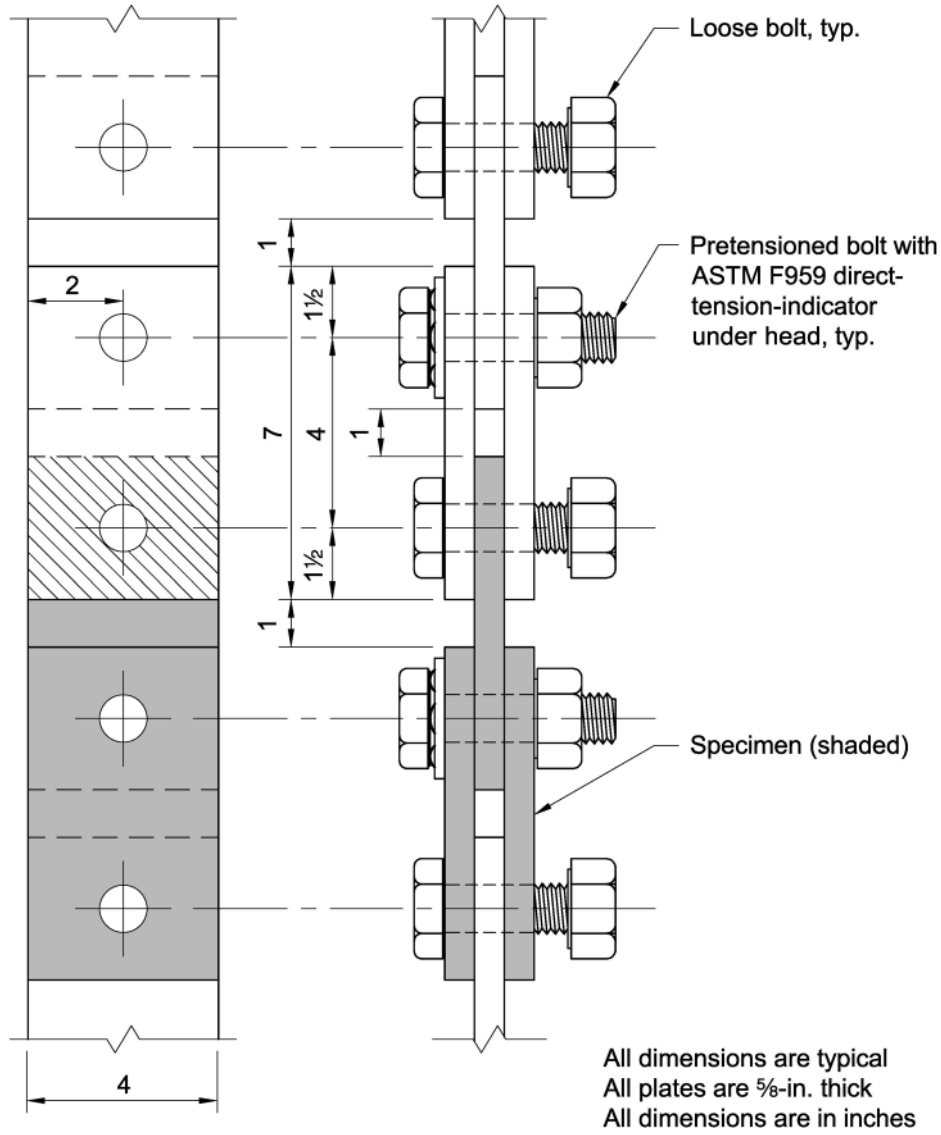 Loose bolt, typ.
1
Pretensioned bolt with
ASTM F959 direct-
tension-indicator
under head, typ.
2
1½
7
4
1
1½
1
Specimen (shaded)
4
All dimensions are typical
All plates are ⅝-in. thick
All dimensions are in inches